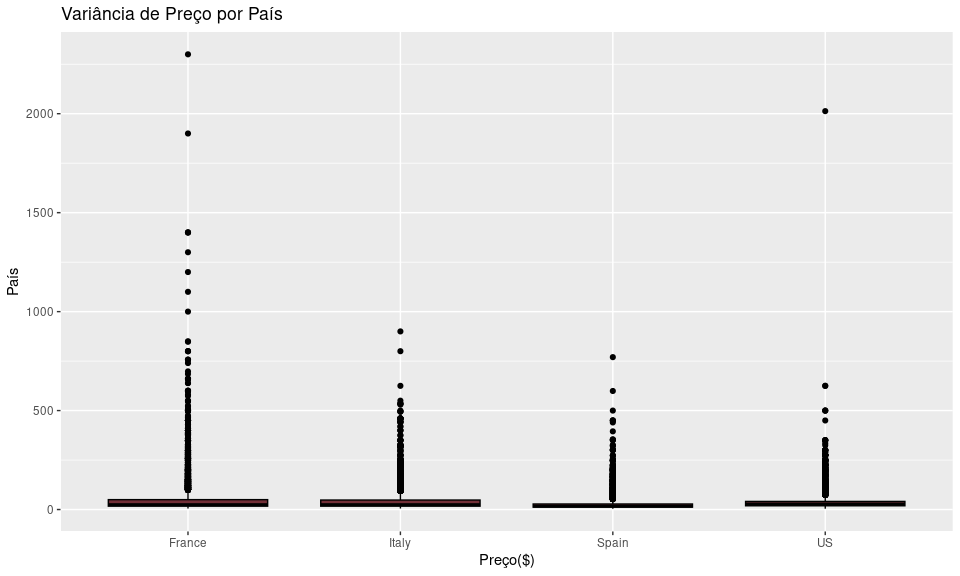 Variância de Preço por País
País
2000
1500
1000
500
0
France Italy Spain US
Preço($)